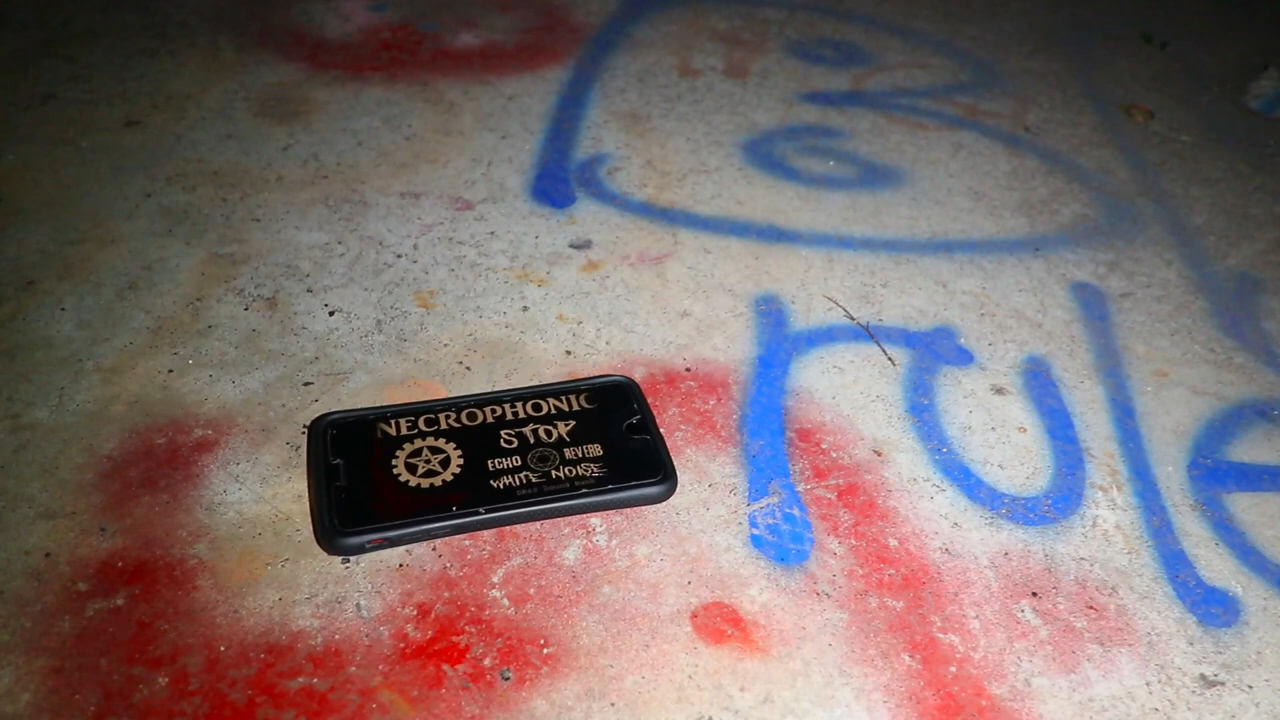 B
rule
NECROPHONIC
STOP
ECHO REVERB
WHITE NOISE